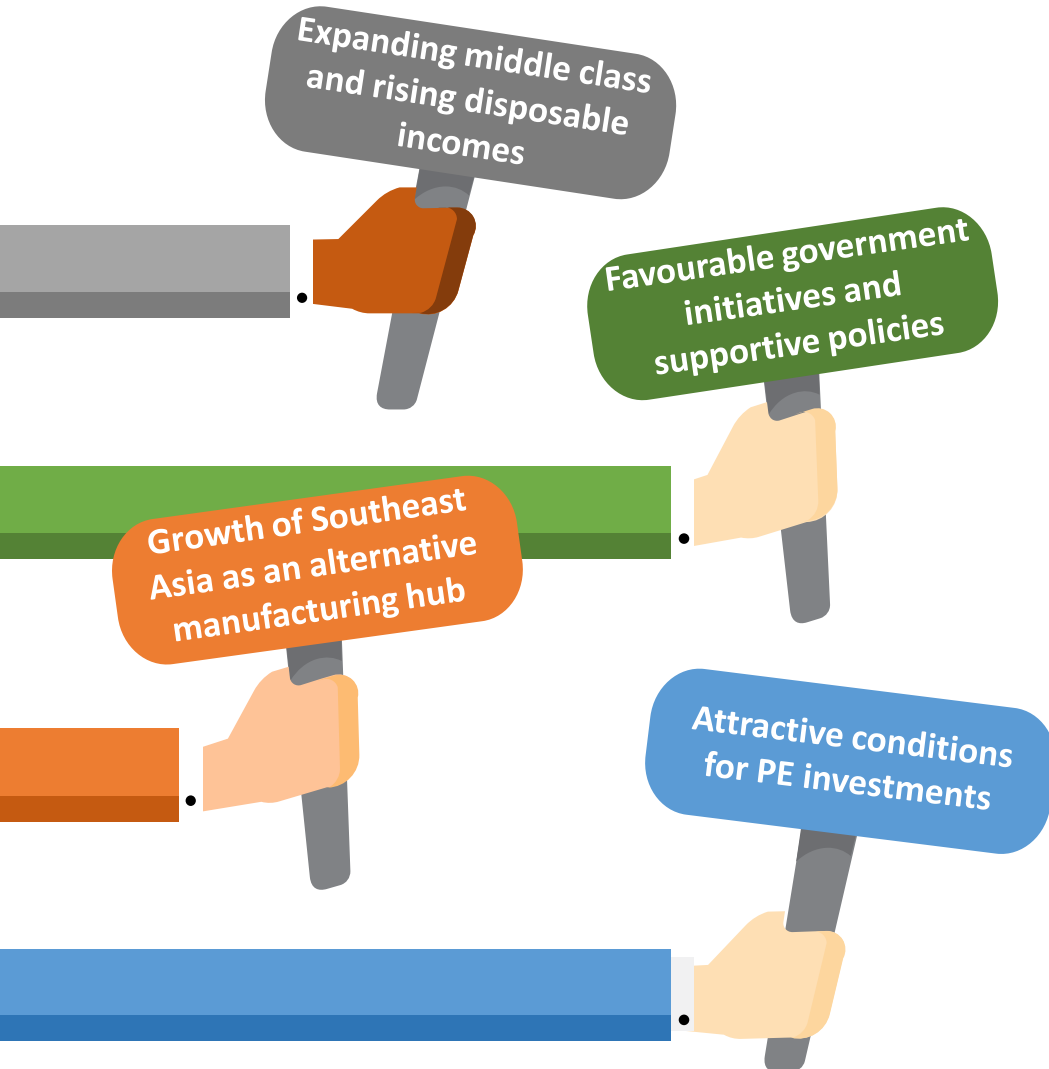 Expanding middle class
and rising disposable
incomes
Favourable government
initiatives and
supportive policies
Growth of Southeast
Asia as an alternative
manufacturing hub
Attractive conditions
for PE investments